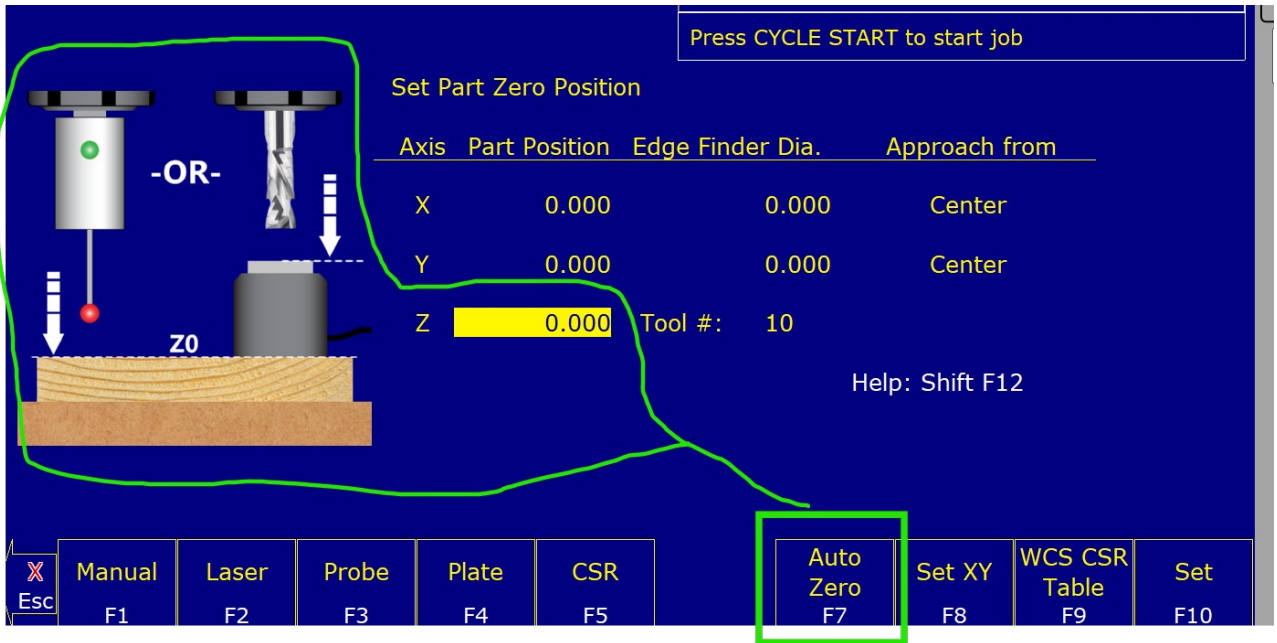 Press CYCLE START to start job
Set Part Zero Position
Axis Part Position Edge Finder Dia. Approach from
-OR-
X 0.000 0.000 Center
Y 0.000 0.000 Center
Z 0.000 Tool #: 10
Z0
Help: Shift F12
X Esc
Manual F1
Laser F2
Probe F3
Plate F4
CSR F5
Auto Zero F7
Set XY F8
WCS CSR Table F9
Set F10